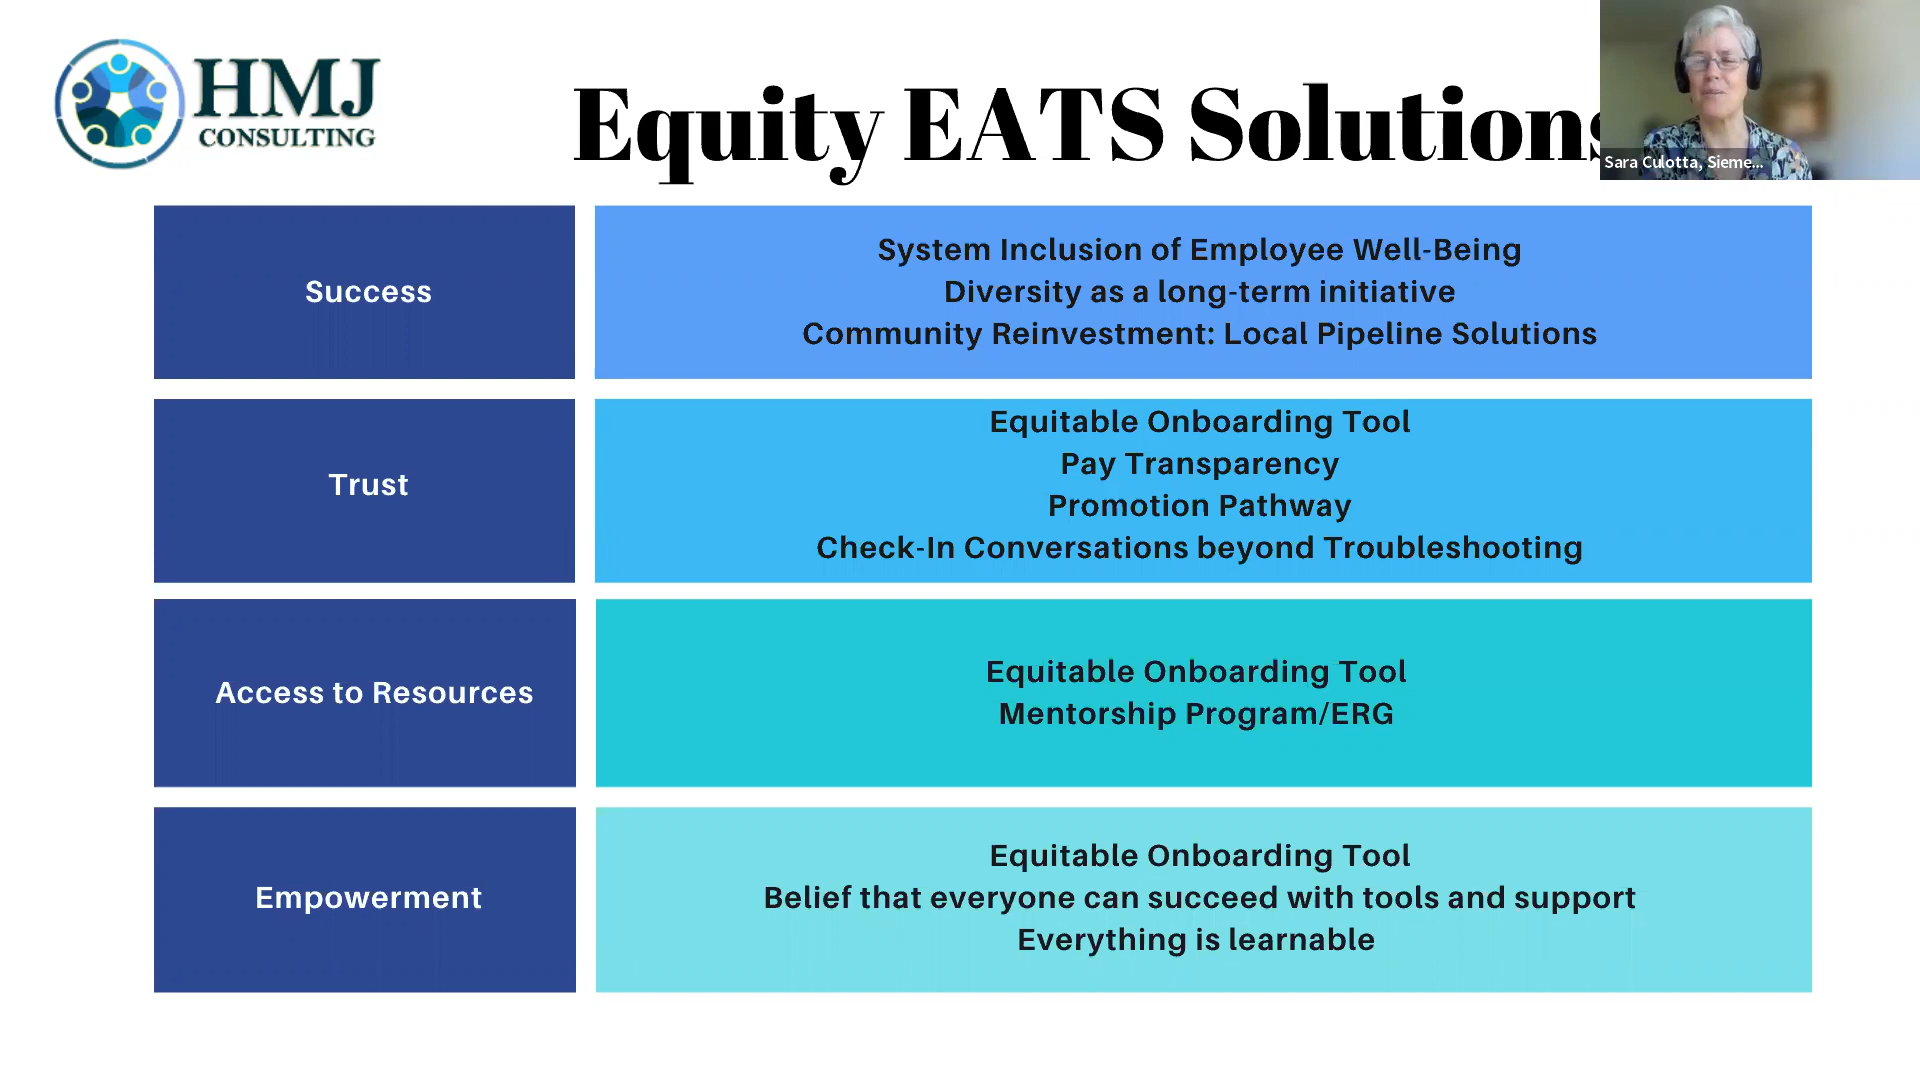 HMJ
CONSULTING
Equity EATS Solutions
Sara Culotta, Sieme...
Success
System Inclusion of Employee Well-Being
Diversity as a long-term initiative
Community Reinvestment: Local Pipeline Solutions
Trust
Equitable Onboarding Tool
Pay Transparency
Promotion Pathway
Check-In Conversations beyond Troubleshooting
Access to Resources
Equitable Onboarding Tool
Mentorship Program/ERG
Empowerment
Equitable Onboarding Tool
Belief that everyone can succeed with tools and support
Everything is learnable